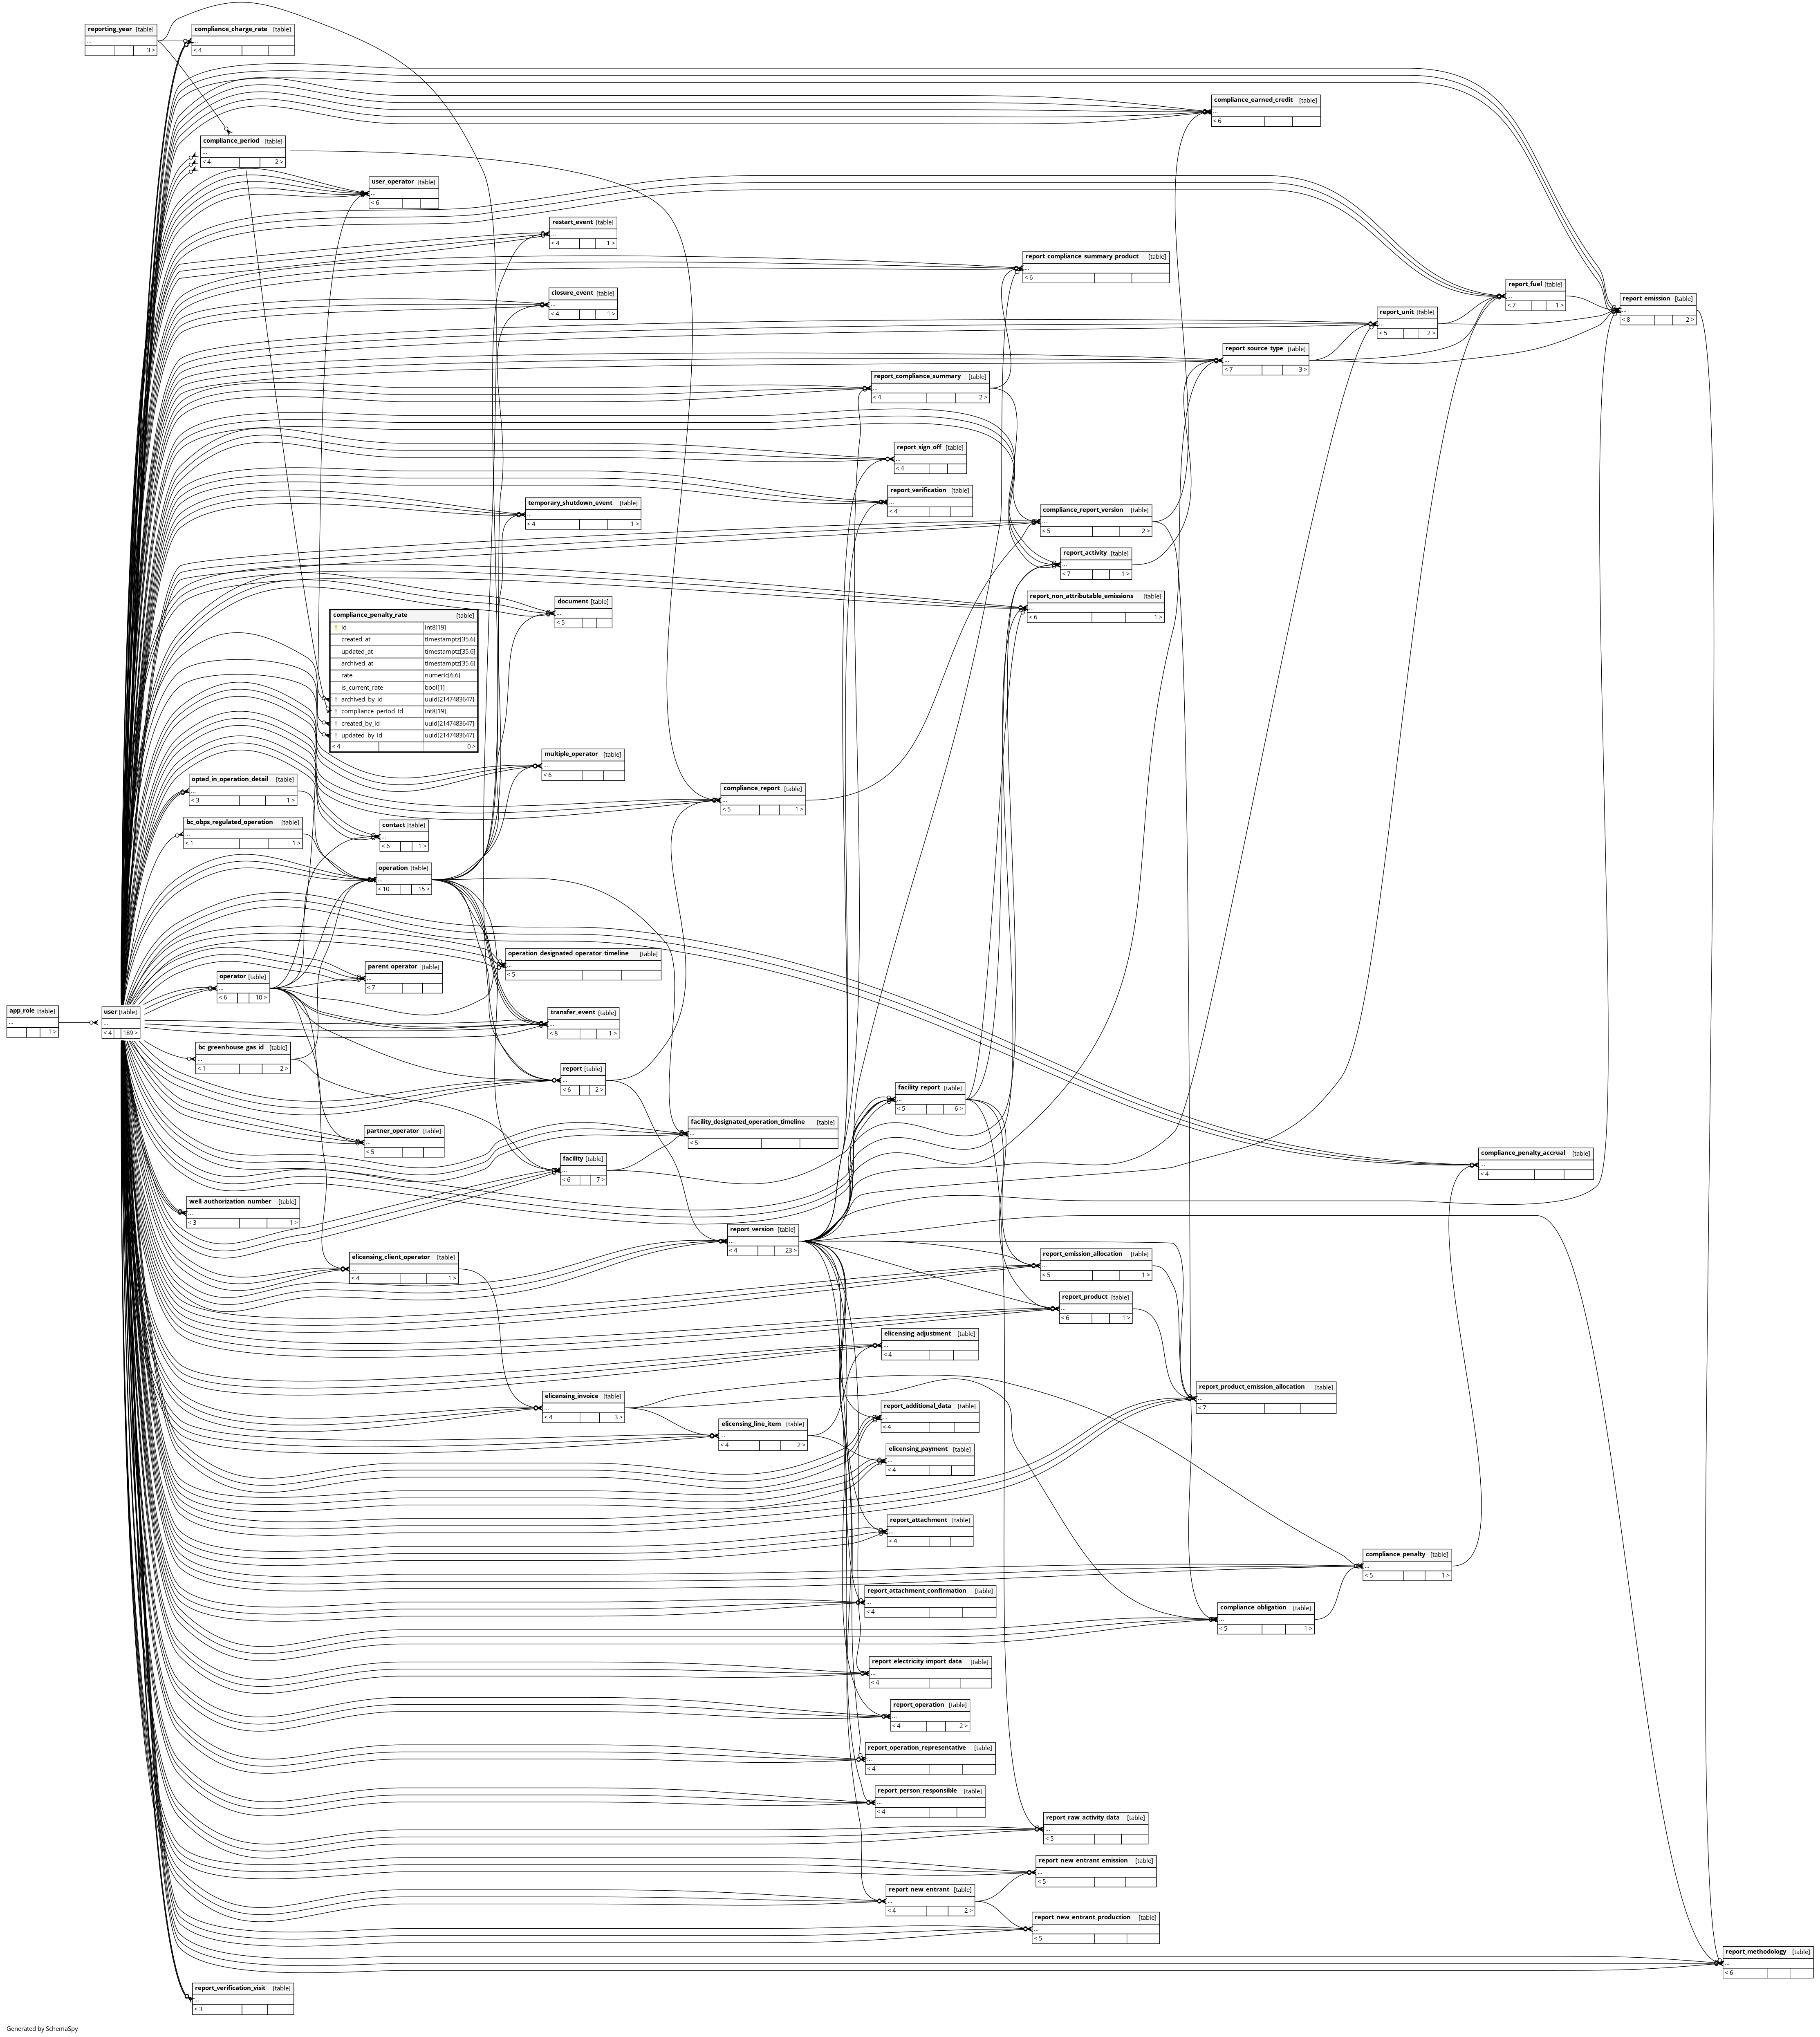 reporting_year [table]
...
3 >
compliance_charge_rate [table]
...
< 4
compliance_earned_credit [table]
...
< 6
compliance_period [table]
...
< 4 2 >
user_operator [table]
...
< 6
restart_event [table]
...
< 4 1 >
report_compliance_summary_product [table]
...
< 6
report_fuel [table]
...
< 7 1 >
closure_event [table]
...
< 4 1 >
report_emission [table]
...
< 8 2 >
report_unit [table]
...
< 5 2 >
report_source_type [table]
...
< 7 3 >
report_compliance_summary [table]
...
< 4 2 >
report_sign_off [table]
...
< 4
report_verification [table]
...
< 4
temporary_shutdown_event [table]
...
< 4 1 >
compliance_report_version [table]
...
< 5 2 >
report_activity [table]
...
< 7 1 >
report_non_attributable_emissions [table]
...
< 6 1 >
document [table]
...
< 5
compliance_penalty_rate [table]
id int8[19]
created_at timestamptz[35,6]
updated_at timestamptz[35,6]
archived_at timestamptz[35,6]
rate numeric[6,6]
is_current_rate bool[1]
archived_by_id uuid[2147483647]
compliance_period_id int8[19]
created_by_id uuid[2147483647]
updated_by_id uuid[2147483647]
< 4 0 >
multiple_operator [table]
...
< 6
opted_in_operation_detail [table]
...
< 3 1 >
compliance_report [table]
...
< 5 1 >
bc_obps_regulated_operation [table]
...
< 1 1 >
contact [table]
...
< 6 1 >
operation [table]
...
< 10 15 >
operation_designated_operator_timeline [table]
...
< 5
parent_operator [table]
...
< 7
operator [table]
...
< 6 10 >
app_role [table]
...
1 >
user [table]
...
< 4 189 >
transfer_event [table]
...
< 8 1 >
bc_greenhouse_gas_id [table]
...
< 1 2 >
report [table]
...
< 6 2 >
facility_report [table]
...
< 5 6 >
facility_designated_operation_timeline [table]
...
< 5
partner_operator [table]
...
< 5
compliance_penalty_accrual [table]
...
< 4
facility [table]
...
< 6 7 >
well_authorization_number [table]
...
< 3 1 >
report_version [table]
...
< 4 23 >
elicensing_client_operator [table]
...
< 4 1 >
report_emission_allocation [table]
...
< 5 1 >
report_product [table]
...
< 6 1 >
elicensing_adjustment [table]
...
< 4
report_product_emission_allocation [table]
...
< 7
elicensing_invoice [table]
...
< 4 3 >
report_additional_data [table]
...
< 4
elicensing_line_item [table]
...
< 4 2 >
elicensing_payment [table]
...
< 4
report_attachment [table]
...
< 4
compliance_penalty [table]
...
< 5 1 >
report_attachment_confirmation [table]
...
< 4
compliance_obligation [table]
...
< 5 1 >
report_electricity_import_data [table]
...
< 4
report_operation [table]
...
< 4 2 >
report_operation_representative [table]
...
< 4
report_person_responsible [table]
...
< 4
report_raw_activity_data [table]
...
< 5
report_new_entrant_emission [table]
...
< 5
report_new_entrant [table]
...
< 4 2 >
report_new_entrant_production [table]
...
< 5
report_methodology [table]
...
< 6
report_verification_visit [table]
...
< 3
Generated by SchemaSpy